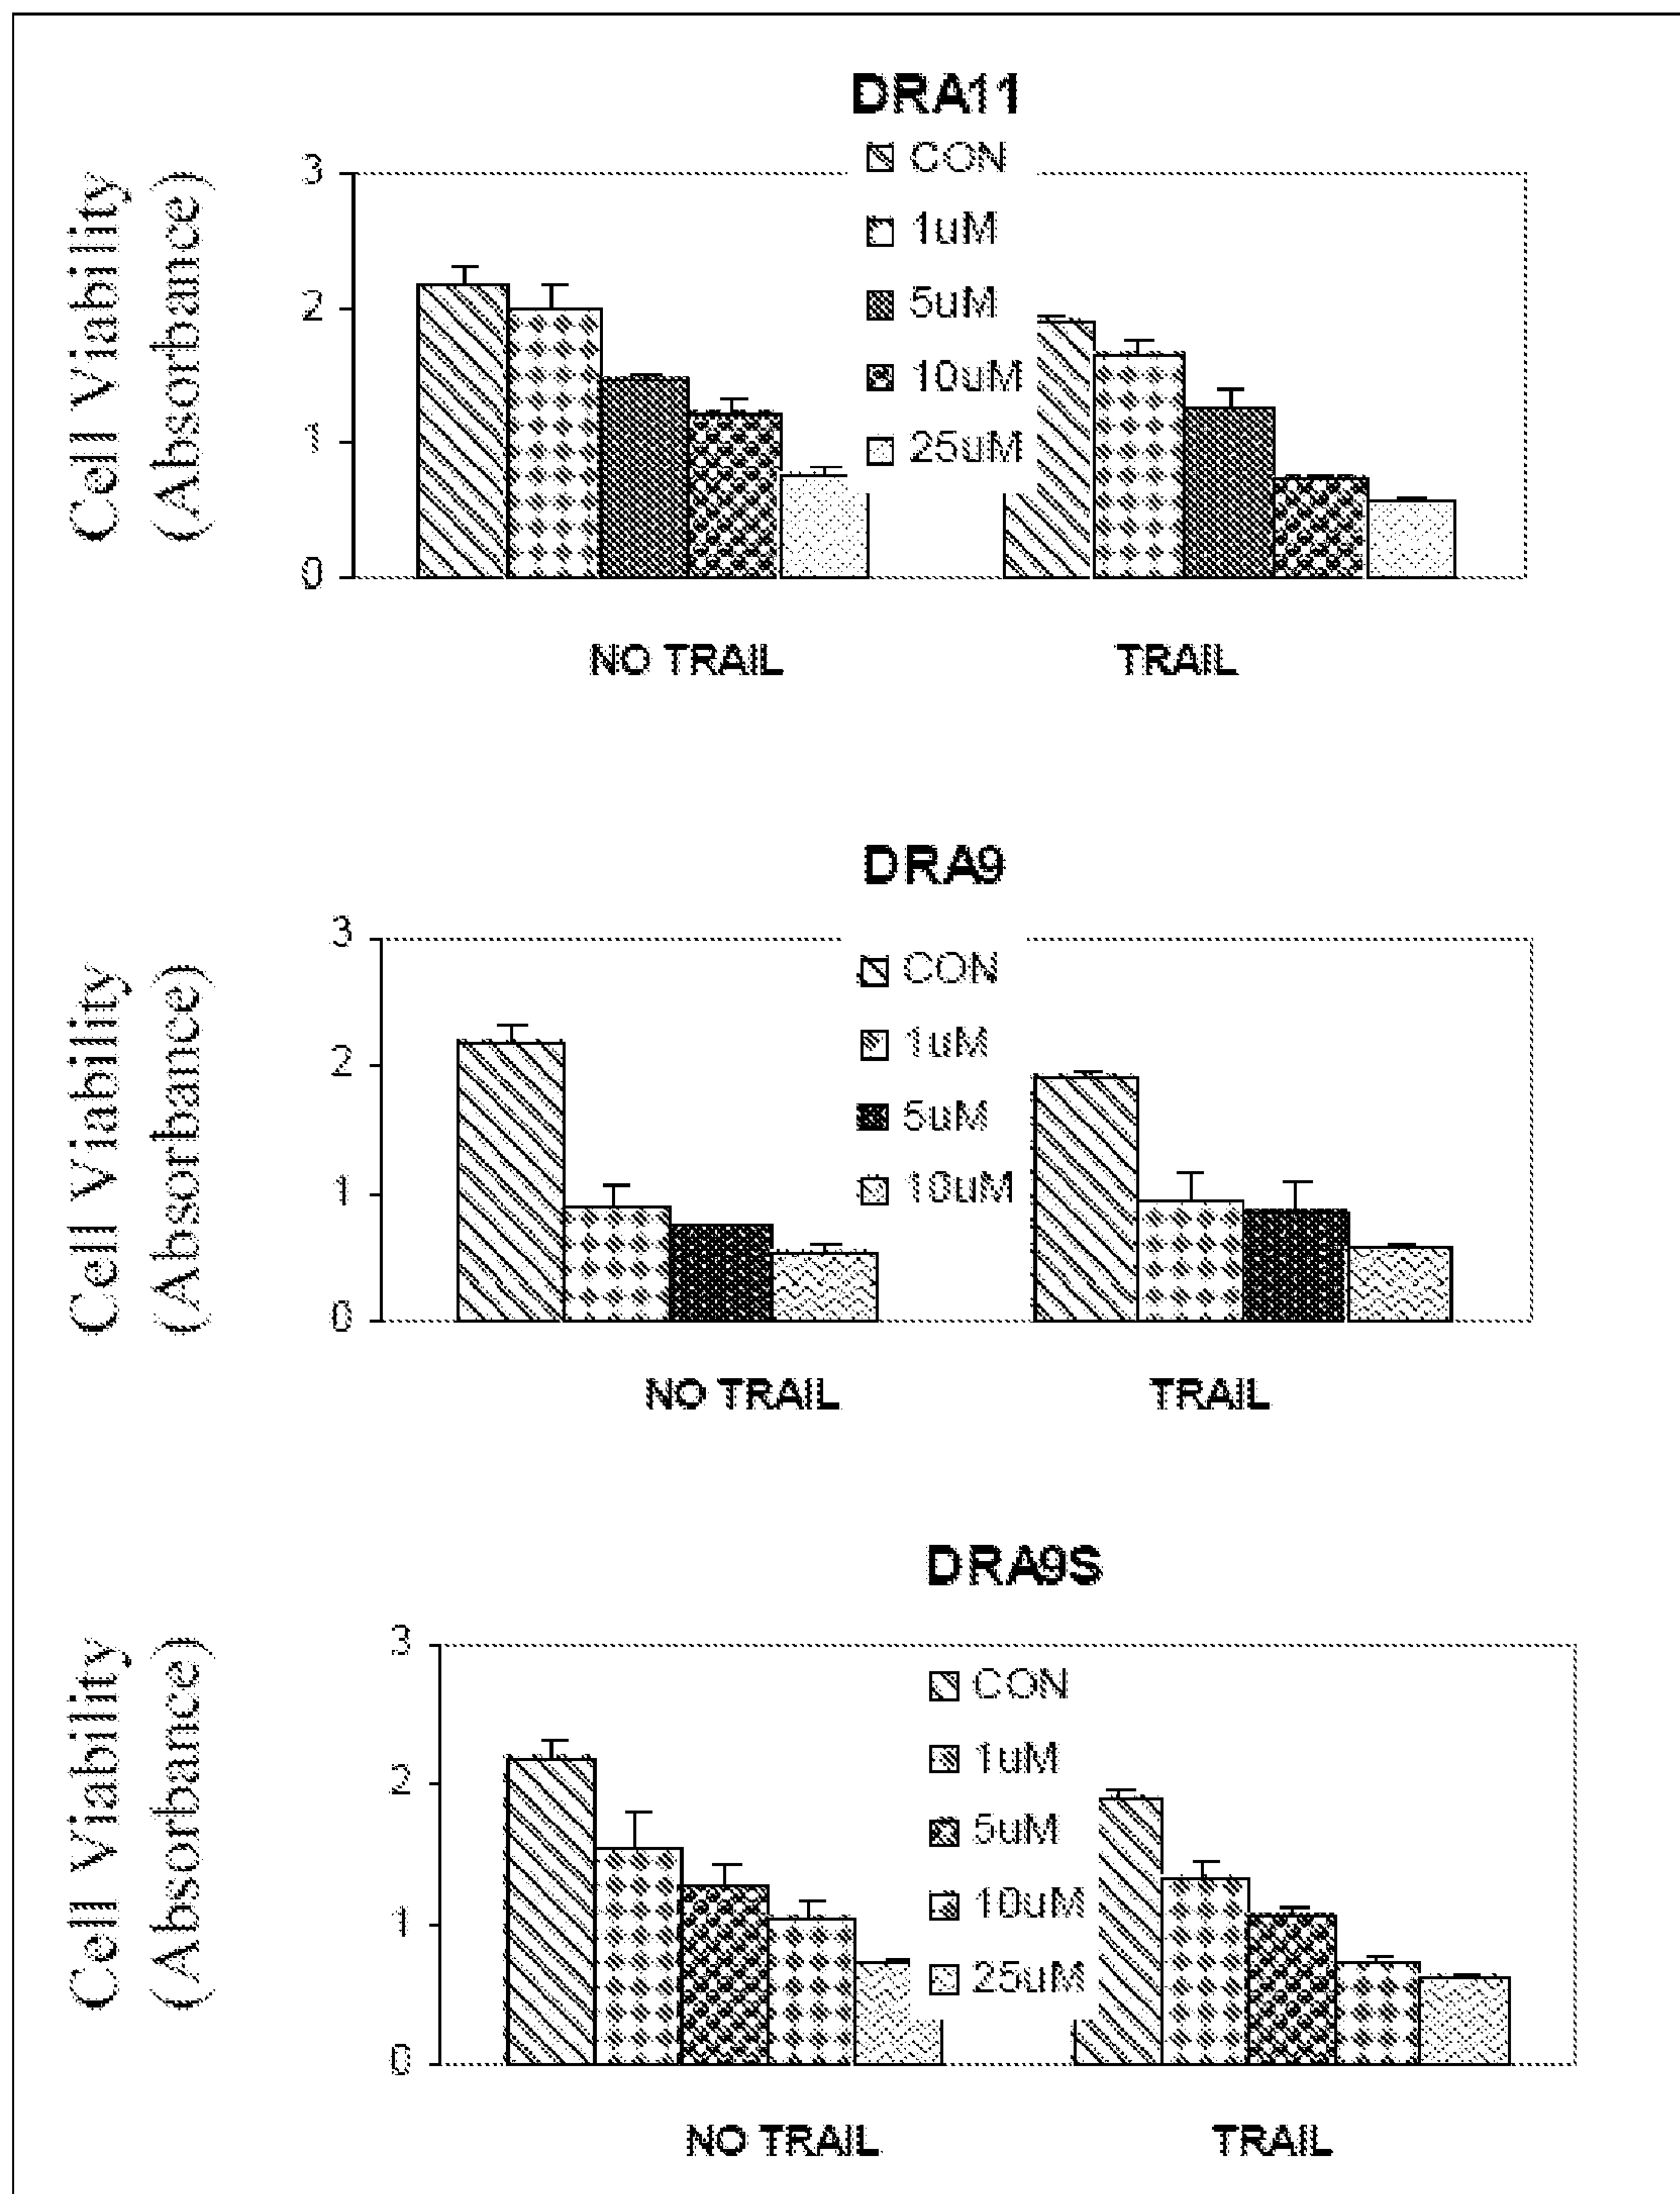 DRA11
Cell Viability
(Absorbance)
3
2
1
0
CON
1uM
5uM
10uM
25uM
NO TRAIL
TRAIL
DRA9
Cell Viability
(Absorbance)
3
2
1
0
CON
1uM
5uM
10uM
NO TRAIL
TRAIL
DRA9S
Cell Viability
(Absorbance)
3
2
1
0
CON
1uM
5uM
10uM
25uM
NO TRAIL
TRAIL